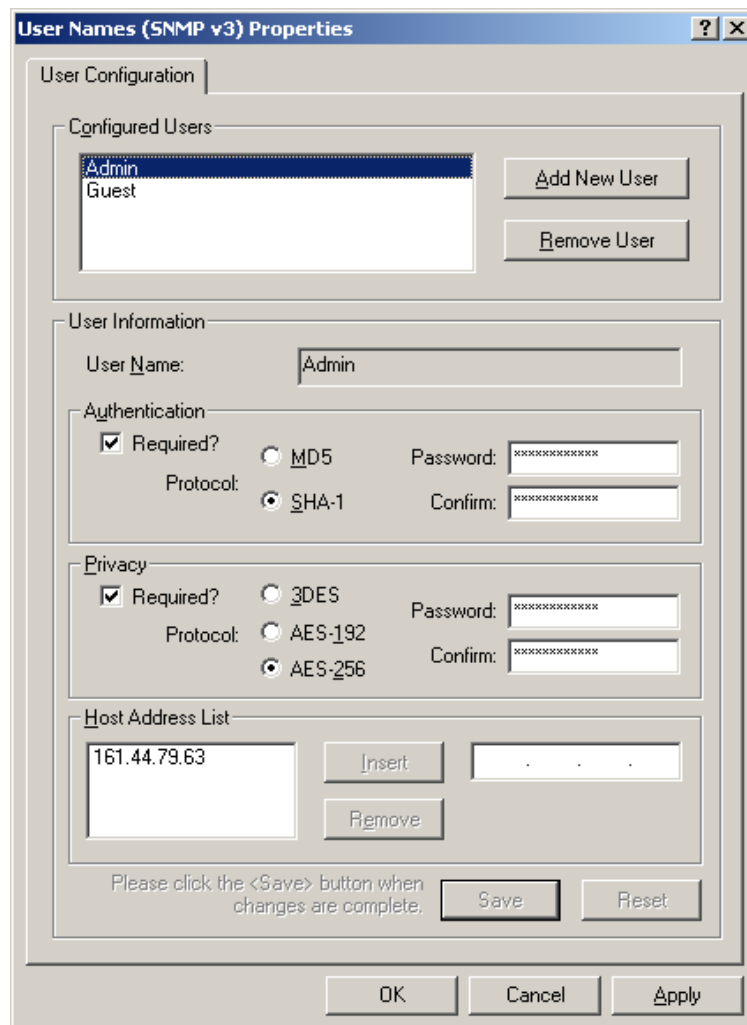 User Names (SNMP v3) Properties
User Configuration
Configured Users
Admin
Guest
Add New User
Remove User
User Information
User Name: Admin
Authentication
Required?
Protocol:
MD5
SHA-1
Password: ************
Confirm: ************
Privacy
Required?
Protocol:
3DES
AES-192
AES-256
Password: ************
Confirm: ************
Host Address List
161.44.79.63
Insert
. . .
Remove
Please click the <Save> button when
changes are complete.
Save
Reset
OK
Cancel
Apply